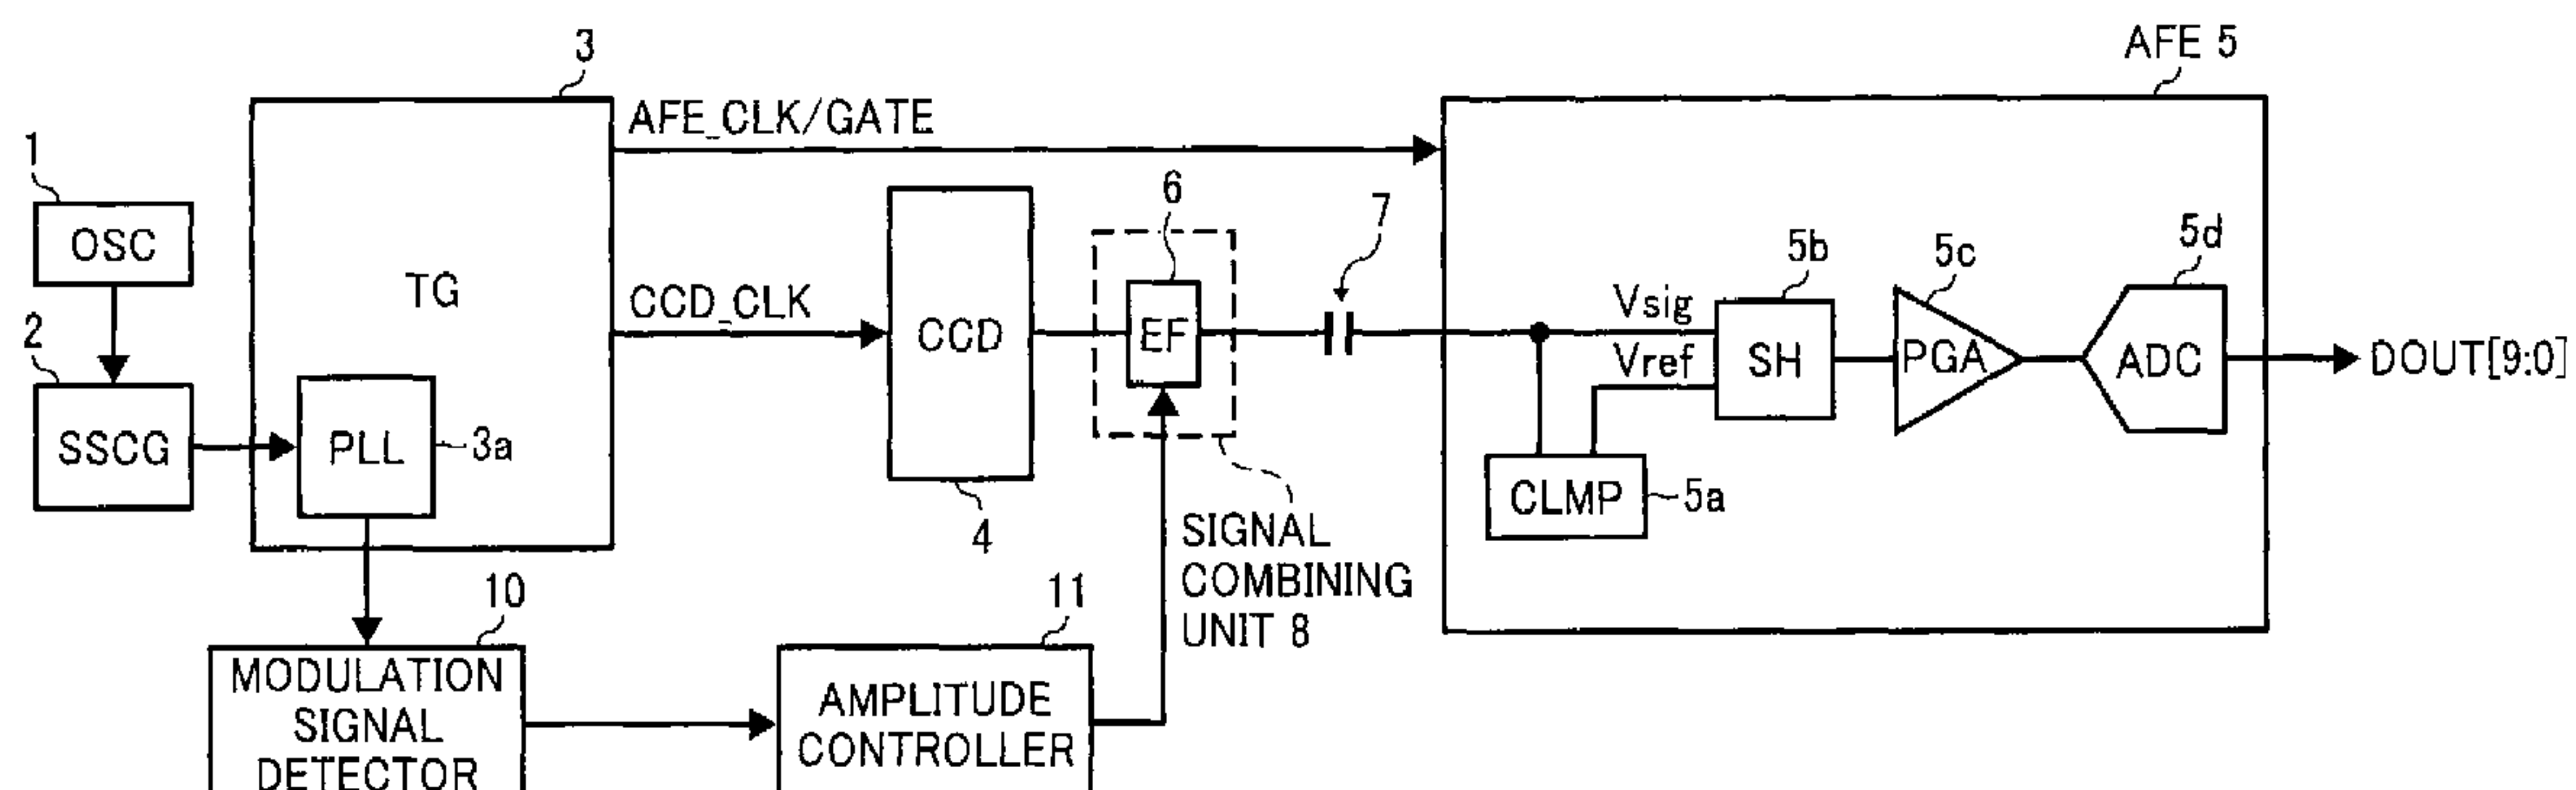 3
AFE 5
AFE_CLK/GATE
1
OSC
TG
6
7
5b
5c
5d
CCD_CLK
CCD
EF
Vsig
Vref
SH
PGA
ADC
DOUT[9:0]
2
SSCG
PLL
3a
4
CLMP
5a
SIGNAL
COMBINING
UNIT 8
10
11
MODULATION
SIGNAL
DETECTOR
AMPLITUDE
CONTROLLER